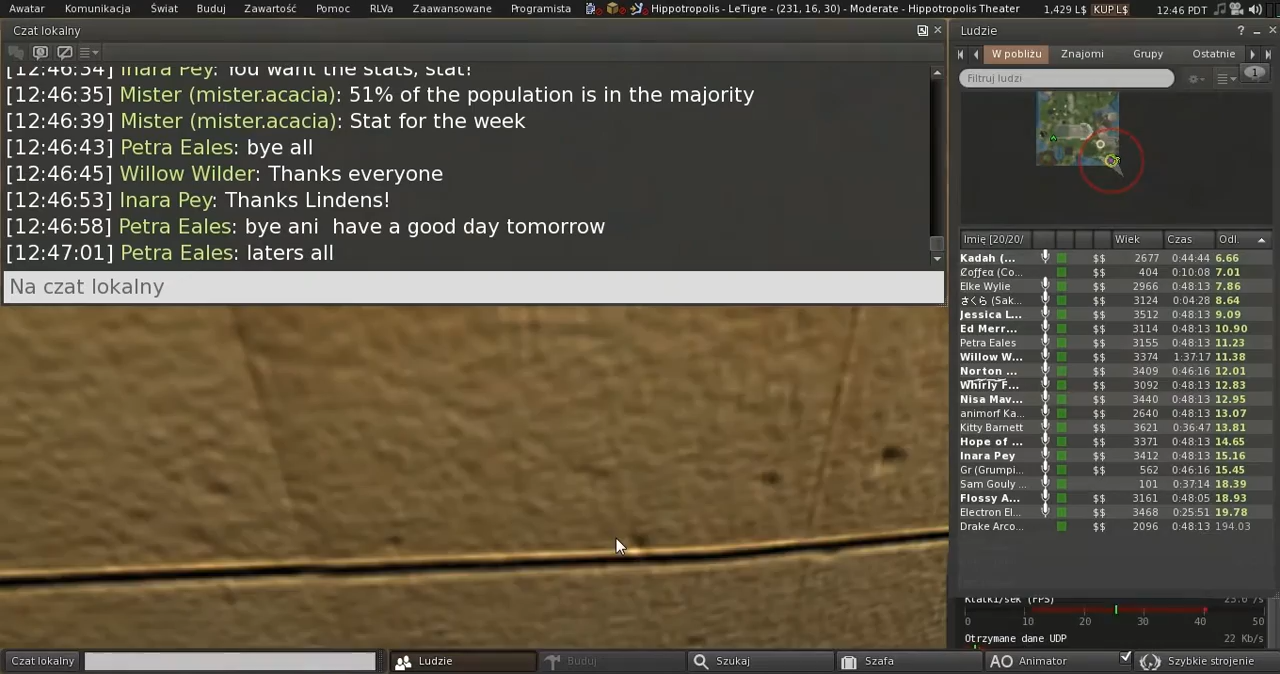 Awatar Komunikacja Świat Buduj Zawartość Pomoc RLVa Zaawansowane Programista Hippotropolis - LeTigre - (231, 16, 30) - Moderate - Hippotropolis Theater 1,429 L$ KUP L$ 12:46 PDT
Czat lokalny
[12:46:34] Inara Pey: You want the stats, stat!
[12:46:35] Mister (mister.acacia): 51% of the population is in the majority
[12:46:39] Mister (mister.acacia): Stat for the week
[12:46:43] Petra Eales: bye all
[12:46:45] Willow Wilder: Thanks everyone
[12:46:53] Inara Pey: Thanks Lindens!
[12:46:58] Petra Eales: bye ani  have a good day tomorrow
[12:47:01] Petra Eales: laters all
Na czat lokalny
Ludzie
W pobliżu Znajomi Grupy Ostatnie
Filtruj ludzi 1
Imię [20/20/ Wiek Czas Odl.
Kadah (... $$ 2677 0:44:44 6.66
(Co... $$ 404 0:10:08 7.01
Elke Wylie $$ 2966 0:48:13 7.86
さくら (Sak... $$ 3124 0:04:28 8.64
Jessica L... $$ 3512 0:48:13 9.09
Ed Merr... $$ 3114 0:48:13 10.90
Petra Eales $$ 3155 0:48:13 11.23
Willow W... $$ 3374 1:37:17 11.38
Norton ... $$ 3409 0:46:16 12.01
Whirly F... $$ 3092 0:48:13 12.83
Nisa Mav... $$ 3440 0:48:13 12.95
animorf Ka... $$ 2640 0:48:13 13.07
Kitty Barnett $$ 3621 0:36:47 13.81
Hope of ... $$ 3371 0:48:13 14.65
Inara Pey $$ 3412 0:48:13 15.16
Gr (Grumpi... $$ 562 0:46:16 15.45
Sam Gouly ... 101 0:37:14 18.39
Flossy A... $$ 3161 0:48:05 18.93
Electron El... $$ 3468 0:25:51 19.78
Drake Arco... $$ 2096 0:48:13 194.03
Klatki/sek (FPS) 23.6 /s
0 10 20 30 40 50
Otrzymane dane UDP 22 Kb/s
Czat lokalny Ludzie Buduj Szukaj Szafa AO Animator Szybkie strojenie